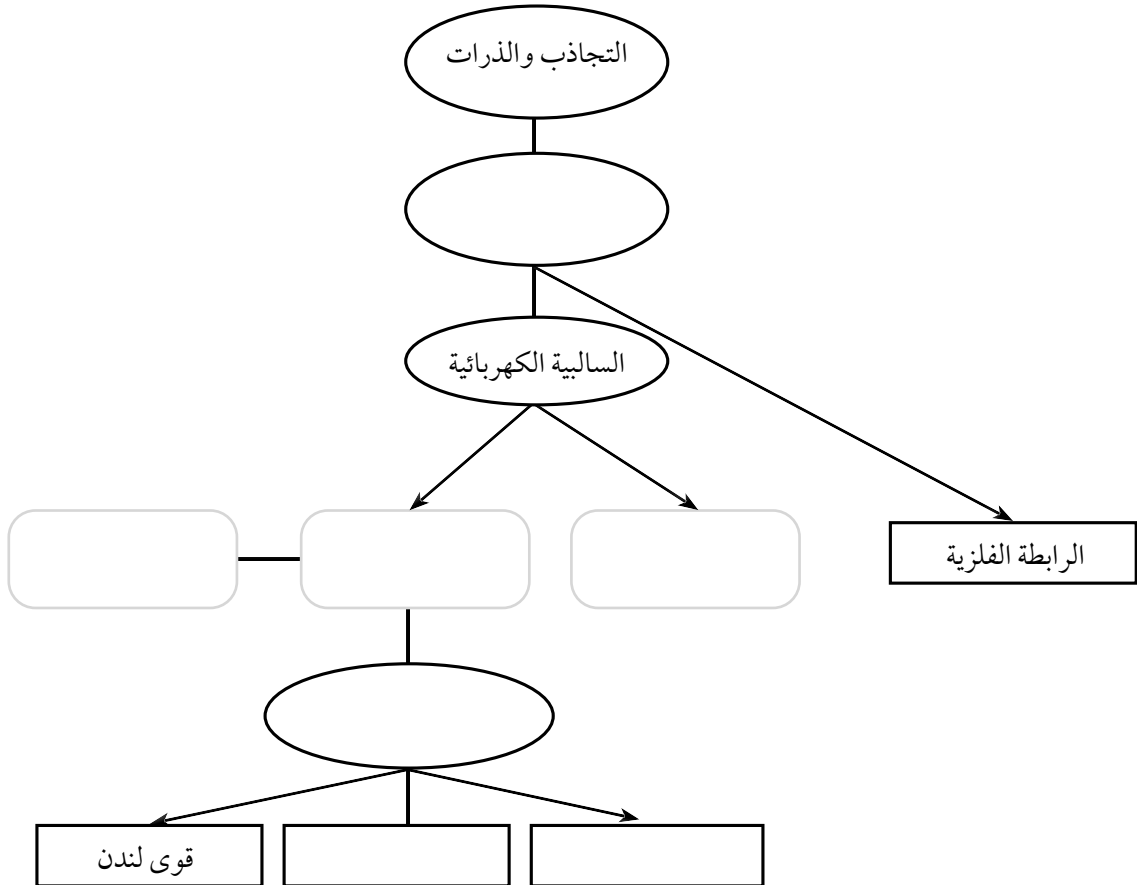 التجاذب والذرات
السالبية الكهربائية
الرابطة الفلزية
قوى لندن